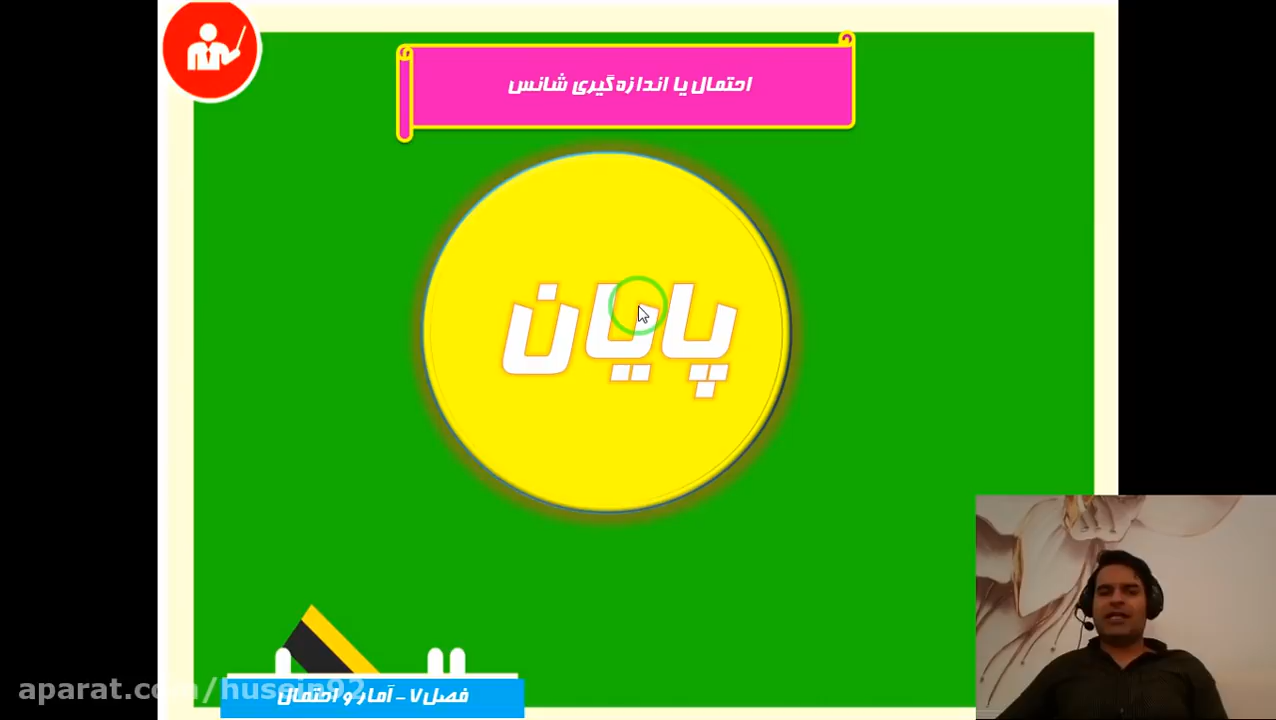 احتمال یا اندازه‌گیری شانس
پایان
فصل ۷ - آمار و احتمال
aparat.com/husein92